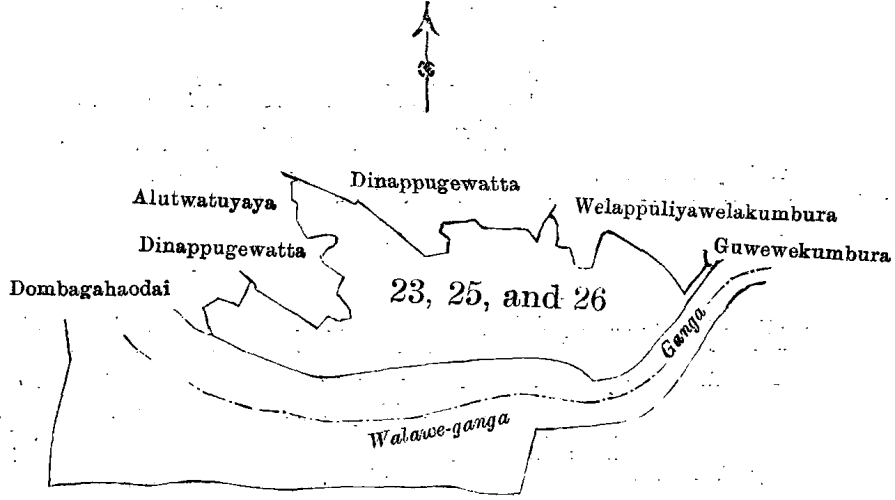 Dinappugewatta
Alutwatuyaya
Welappuliyawelakumbura
Dinappugewatta
Guwewekumbura
Dombagahaodai
23, 25, and 26
Ganga
Walawe-ganga